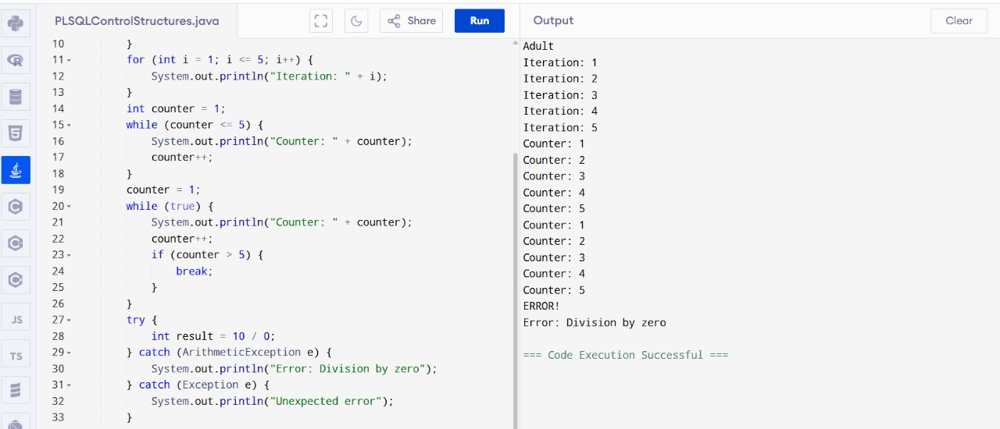 PLSQLControlStructures.java
Share
Run
Output
Clear
10 }
11 for (int i = 1; i <= 5; i++) {
12 System.out.println("Iteration: " + i);
13 }
14 int counter = 1;
15 while (counter <= 5) {
16 System.out.println("Counter: " + counter);
17 counter++;
18 }
19 counter = 1;
20 while (true) {
21 System.out.println("Counter: " + counter);
22 counter++;
23 if (counter > 5) {
24 break;
25 }
26 }
27 try {
28 int result = 10 / 0;
29 } catch (ArithmeticException e) {
30 System.out.println("Error: Division by zero");
31 } catch (Exception e) {
32 System.out.println("Unexpected error");
33 }
Adult
Iteration: 1
Iteration: 2
Iteration: 3
Iteration: 4
Iteration: 5
Counter: 1
Counter: 2
Counter: 3
Counter: 4
Counter: 5
Counter: 1
Counter: 2
Counter: 3
Counter: 4
Counter: 5
ERROR!
Error: Division by zero
=== Code Execution Successful ===
R
5
C
C
C
JS
TS